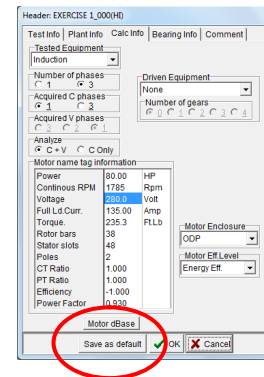 Header: EXERCISE 1_000(HI)
Test Info | Plant Info | Calc Info | Bearing Info | Comment
Tested Equipment
Induction
Number of phases
1 3
Driven Equipment
None
Acquired C phases
1 3
Number of gears
0 1 2 3 4
Acquired V phases
3 2 1
Analyze
C + V C Only
Motor name tag information
Power 80.00 HP
Continous RPM 1785 Rpm
Voltage 280.0 Volt
Full Ld.Curr. 135.00 Amp
Torque. 235.3 Ft.Lb
Rotor bars 38
Stator slots 48
Poles 2
CT Ratio 1.000
PT Ratio 1.000
Efficiency -1.000
Power Factor 0.930
Motor Enclosure
ODP
Motor Eff.Level
Energy Eff.
Motor dBase
Save as default OK Cancel